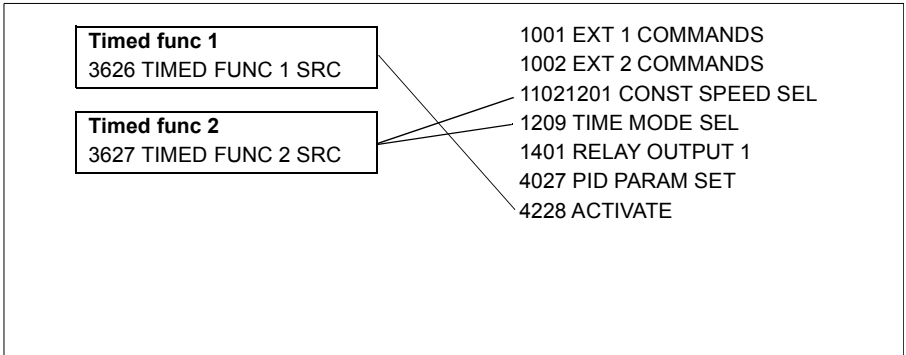 Timed func 1
3626 TIMED FUNC 1 SRC
Timed func 2
3627 TIMED FUNC 2 SRC
1001 EXT 1 COMMANDS
1002 EXT 2 COMMANDS
11021201 CONST SPEED SEL
1209 TIME MODE SEL
1401 RELAY OUTPUT 1
4027 PID PARAM SET
4228 ACTIVATE